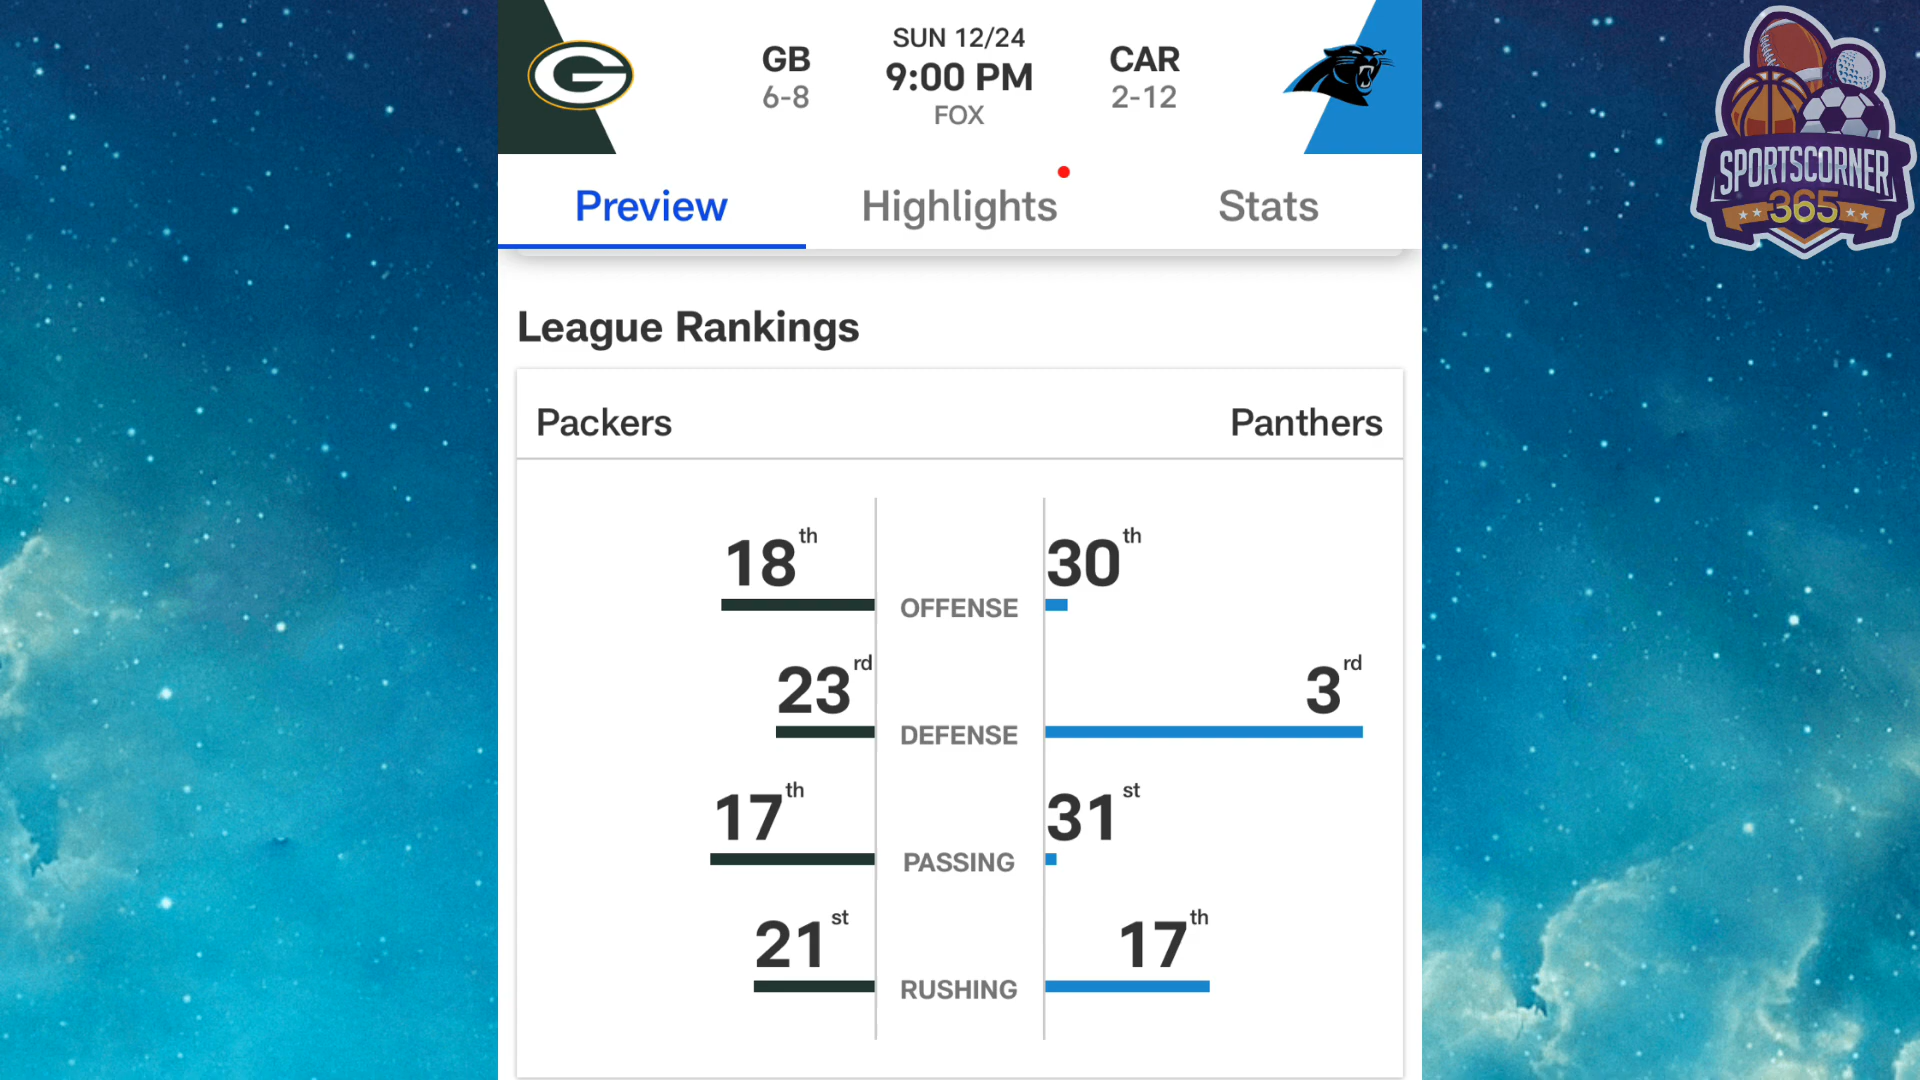 SUN 12/24
GB
9:00 PM
CAR
6-8
FOX
2-12
SPORTSCORNER
365
Preview
Highlights
Stats
League Rankings
Packers
Panthers
18th
30th
OFFENSE
23rd
3rd
DEFENSE
17th
31st
PASSING
21st
17th
RUSHING